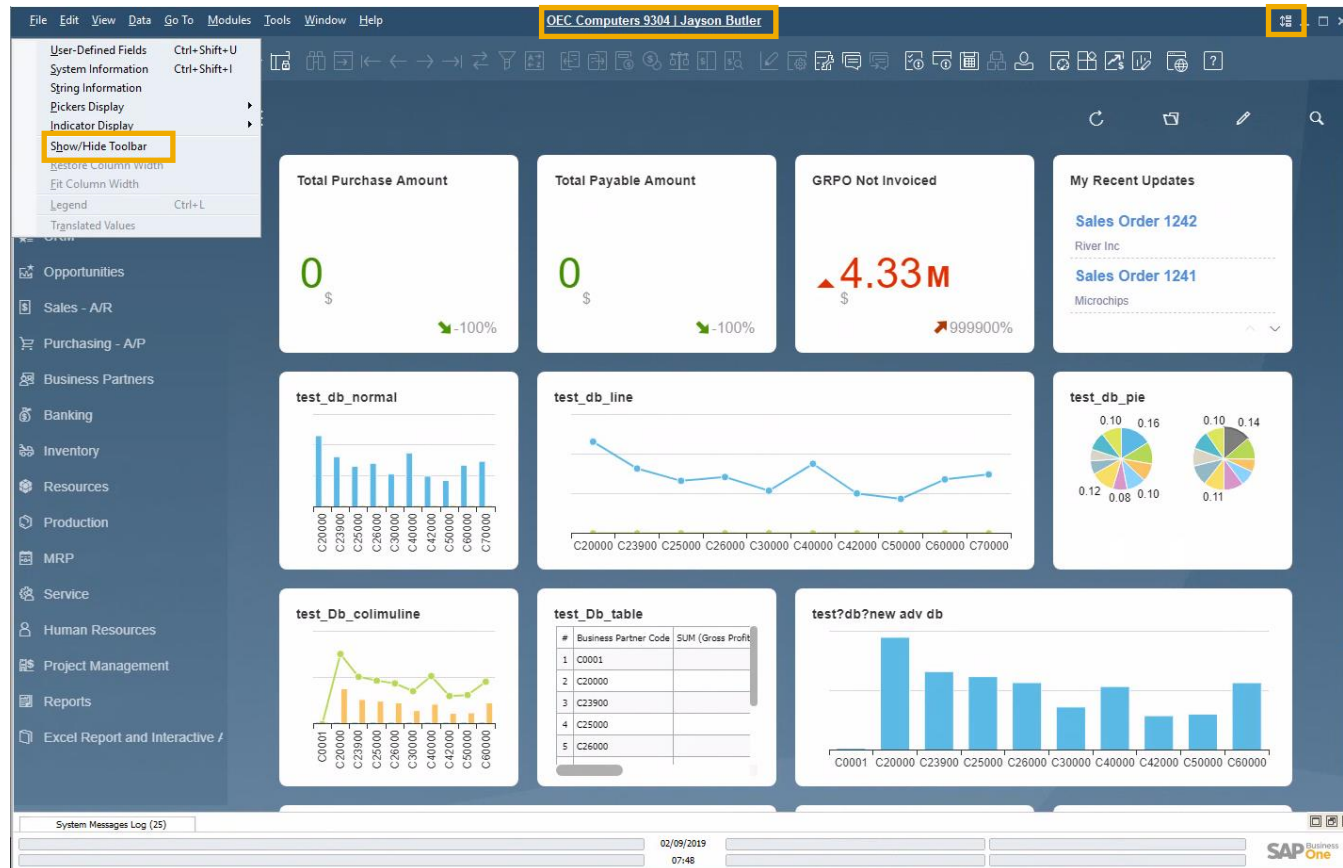 File Edit View Data Go To Modules Tools Window Help
OEC Computers 9304 | Jayson Butler
User-Defined Fields Ctrl+Shift+U
System Information Ctrl+Shift+I
String Information
Pickers Display
Indicator Display
Show/Hide Toolbar
Restore Column Width
Fit Column Width
Legend Ctrl+L
Translated Values
CRM
Opportunities
Sales - A/R
Purchasing - A/P
Business Partners
Banking
Inventory
Resources
Production
MRP
Service
Human Resources
Project Management
Reports
Excel Report and Interactive A
Total Purchase Amount
0
$
-100%
Total Payable Amount
0
$
-100%
GRPO Not Invoiced
4.33 M
$
999900%
My Recent Updates
Sales Order 1242
River Inc
Sales Order 1241
Microchips
test_db_normal
C20000 C23900 C25000 C26000 C30000 C40000 C42000 C50000 C60000 C70000
test_db_line
C20000 C23900 C25000 C26000 C30000 C40000 C42000 C50000 C60000 C70000
test_db_pie
0.10 0.16 0.10 0.14
0.12 0.08 0.10 0.11
test_Db_colimuline
C0001 C20000 C23900 C25000 C26000 C30000 C40000 C42000 C50000 C60000
test_Db_table
# Business Partner Code SUM (Gross Profit
1 C0001
2 C20000
3 C23900
4 C25000
5 C26000
test?db?new adv db
C0001 C20000 C23900 C25000 C26000 C30000 C40000 C42000 C50000 C60000
System Messages Log (25)
02/09/2019
07:48
SAP Business One